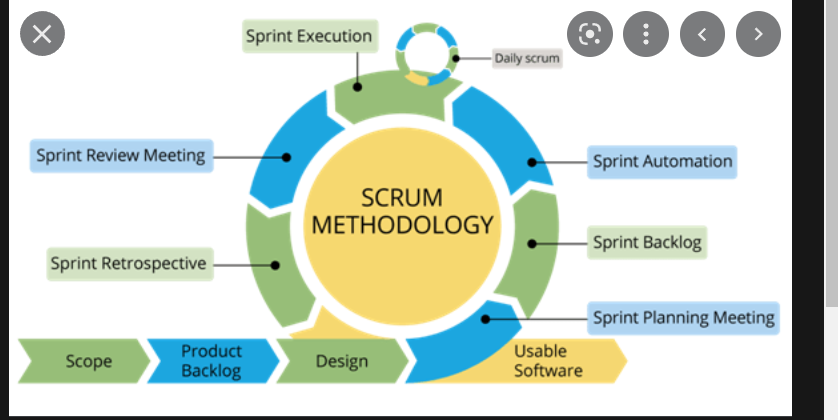 Sprint Execution
Daily scrum
Sprint Review Meeting
Sprint Automation
SCRUM
METHODOLOGY
Sprint Backlog
Sprint Retrospective
Sprint Planning Meeting
Scope
Product
Backlog
Design
Usable
Software